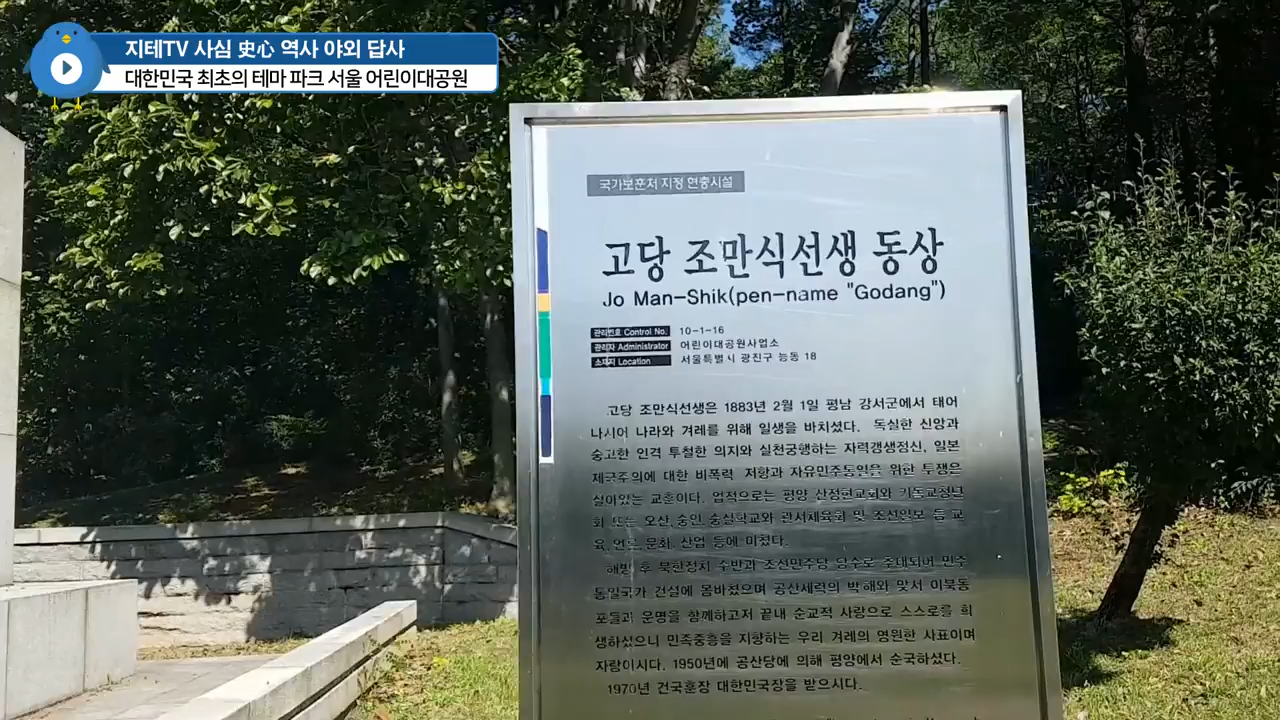 지테TV 사심 史心 역사 야외 답사
대한민국 최초의 테마 파크 서울 어린이대공원
국가보훈처 지정 현충시설
고당 조만식선생 동상
Jo Man-Shik(pen-name "Godang")
관리번호 Control No. 10-1-16
관리자 Administrator 어린이대공원사업소
소재지 Location 서울특별시 광진구 능동 18
고당 조만식선생은 1883년 2월 1일 평남 강서군에서 태어
나시어 나라와 겨레를 위해 일생을 바치셨다. 독실한 신앙과
숭고한 인격 투철한 의지와 실천궁행하는 자력갱생정신, 일본
제국주의에 대한 비폭력 저항과 자유민주통일을 위한 투쟁은
살아있는 교훈이다. 업적으로는 평양 산정현교회와 기독교청년
회 또는 오산, 숭인, 숭실학교와 관서체육회 및 조선일보 등 교
육, 언론, 문화, 산업 등에 미쳤다.
해방 후 북한정치 수반과 조선민주당 당수로 추대되어 민주
통일국가 건설에 몸바쳤으며 공산세력의 박해와 맞서 이북동
포들과 운명을 함께하고저 끝내 순교적 사랑으로 스스로를 희
생하셨으니 민족중흥을 지향하는 우리 겨레의 영원한 사표이며
자랑이시다. 1950년에 공산당에 의해 평양에서 순국하셨다.
1970년 건국훈장 대한민국장을 받으시다.